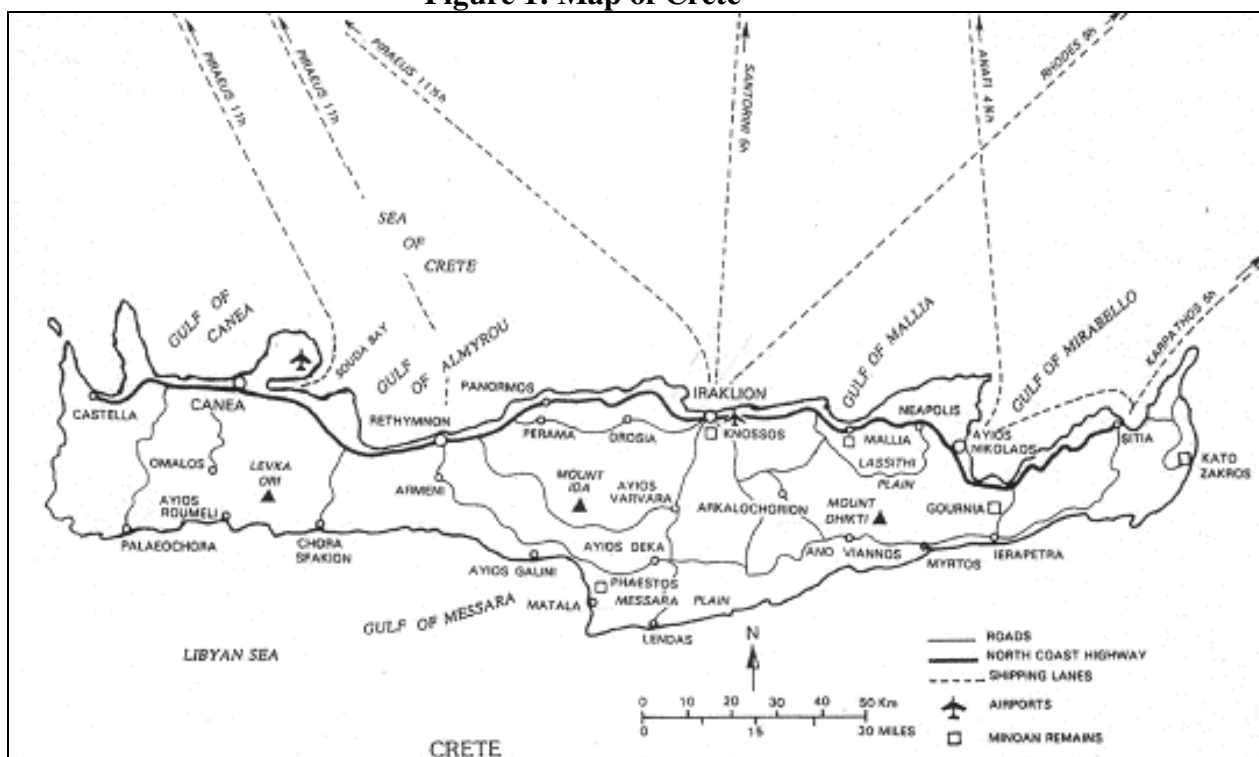 Figure 1: Map of Crete
PIRAEUS 11h
PIRAEUS 11h
PIRAEUS 11½h
SANTORINI 6h
ANAFI 4½h
RHODES 9h
SEA
OF
CRETE
GULF OF
CANEA
SOUDA BAY
GULF
OF ALMYROU
GULF OF MALLIA
GULF OF MIRABELLO
KARPATHOS 5h
CASTELLA
CANEA
RETHYMNON
PANORMOS
IRAKLION
NEAPOLIS
PERAMA
DROSIA
KNOSSOS
MALLIA
AYIOS
NIKOLAOS
SITIA
OMALOS
LEVKA
ORI
LASSITHI
PLAIN
KATO
ZAKROS
AYIOS
ROUMELI
ARMENI
MOUNT
IDA
AYIOS
VARVARA
ARKALOCHORION
MOUNT
DHIKTI
GOURNIA
PALAEOCHORA
CHORA
SFAKION
AYIOS GALINI
AYIOS DEKA
ANO VIANNOS
MYRTOS
IERAPETRA
PHAESTOS
MATALA
MESSARA PLAIN
GULF OF MESSARA
LENDAS
LIBYAN SEA
N
ROADS
NORTH COAST HIGHWAY
SHIPPING LANES
AIRPORTS
MINOAN REMAINS
0 10 20 30 40 50 Km
0 15 30 MILES
CRETE